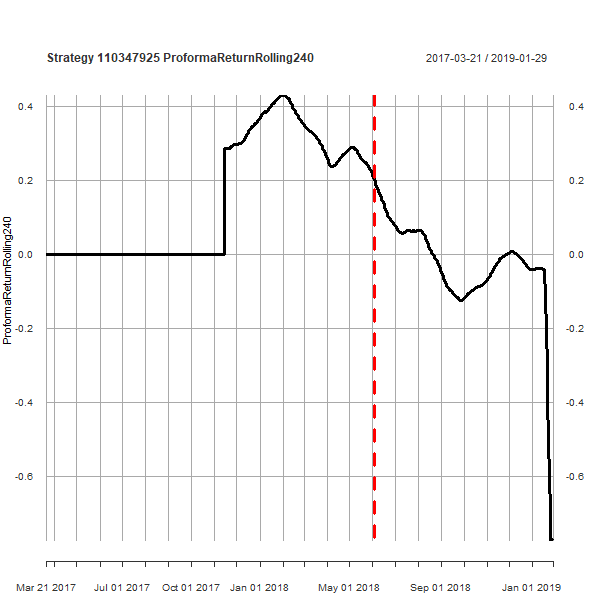 Strategy 110347925 ProformaReturnRolling240
2017-03-21 / 2019-01-29
0.4 0.4
0.2 0.2
0.0 0.0
-0.2 -0.2
-0.4 -0.4
-0.6 -0.6
ProformaReturnRolling240
Mar 21 2017 Jul 01 2017 Oct 01 2017 Jan 01 2018 May 01 2018 Sep 01 2018 Jan 01 2019